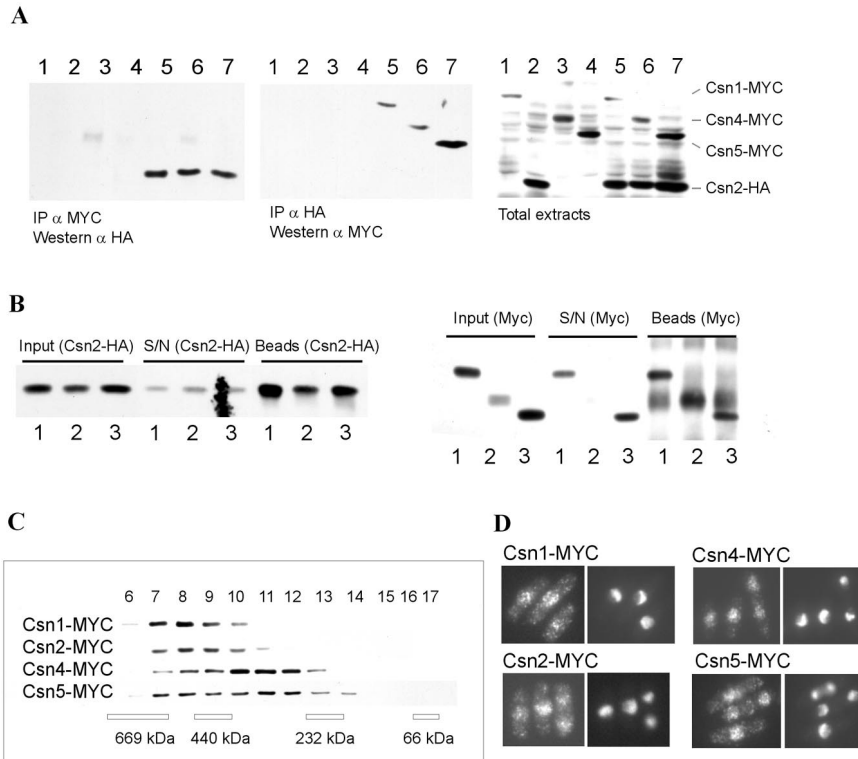 A
1 2 3 4 5 6 7
IP α MYC
Western α HA
1 2 3 4 5 6 7
IP α HA
Western α MYC
1 2 3 4 5 6 7
Csn1-MYC
Csn4-MYC
Csn5-MYC
Csn2-HA
Total extracts
B
Input (Csn2-HA) S/N (Csn2-HA) Beads (Csn2-HA)
1 2 3 1 2 3 1 2 3
Input (Myc) S/N (Myc) Beads (Myc)
1 2 3 1 2 3 1 2 3
C
6 7 8 9 10 11 12 13 14 15 16 17
Csn1-MYC
Csn2-MYC
Csn4-MYC
Csn5-MYC
669 kDa 440 kDa 232 kDa 66 kDa
D
Csn1-MYC Csn4-MYC
Csn2-MYC Csn5-MYC